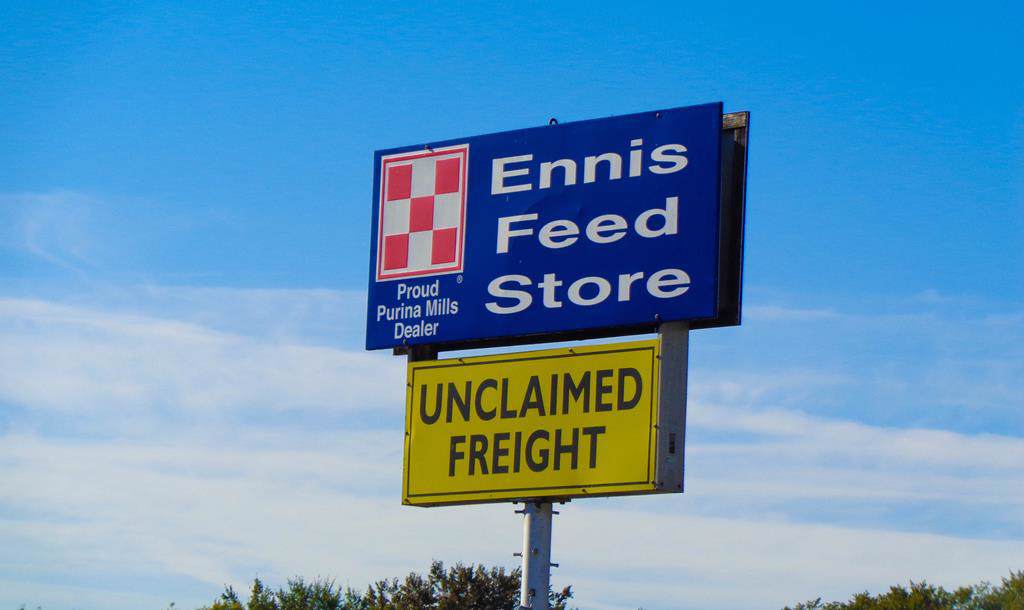 Ennis
Feed
Store
Proud
Purina Mills
Dealer
®
UNCLAIMED
FREIGHT